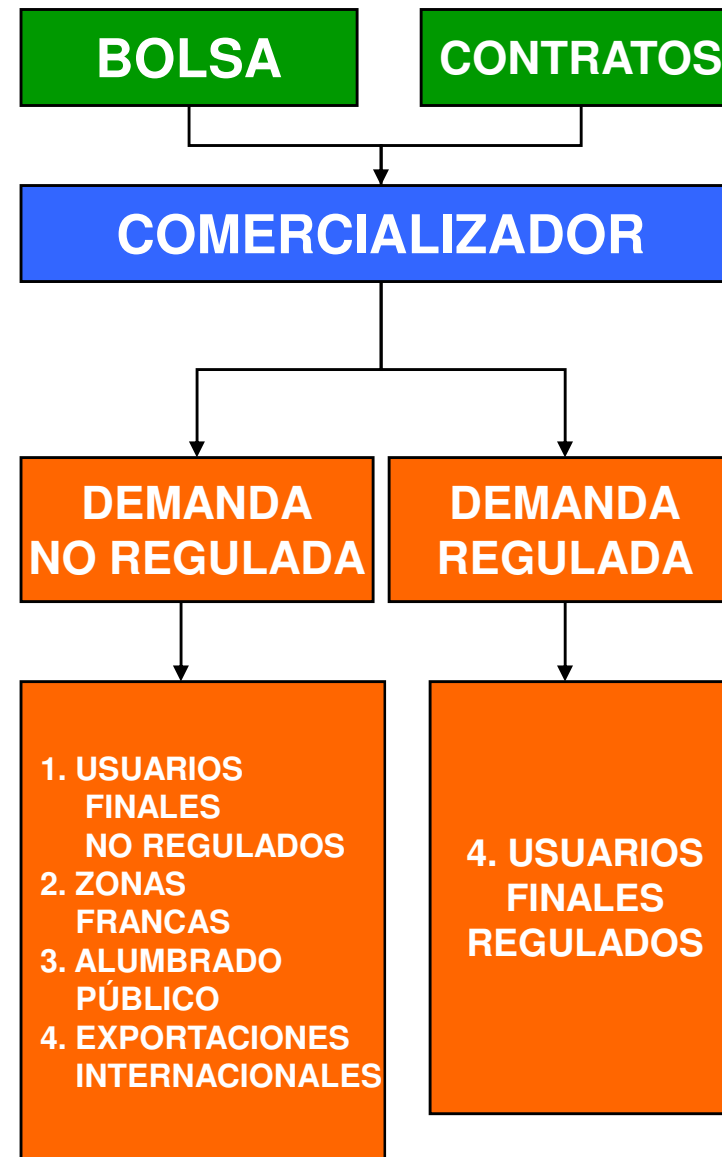 BOLSA
CONTRATOS
COMERCIALIZADOR
DEMANDA
NO REGULADA
DEMANDA
REGULADA
1. USUARIOS
FINALES
NO REGULADOS
2. ZONAS
FRANCAS
3. ALUMBRADO
PÚBLICO
4. EXPORTACIONES
INTERNACIONALES
4. USUARIOS
FINALES
REGULADOS